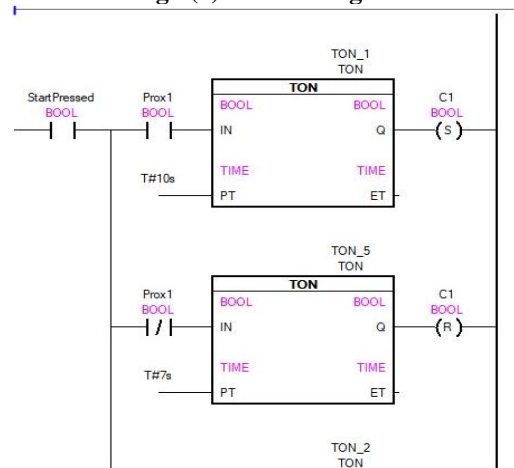 TON_1
TON
TON
StartPressed
BOOL
Prox1
BOOL
BOOL
BOOL
C1
BOOL
IN
Q
S
T#10s
TIME
TIME
PT
ET
TON_5
TON
TON
Prox1
BOOL
BOOL
BOOL
C1
BOOL
IN
Q
R
T#7s
TIME
TIME
PT
ET
TON_2
TON